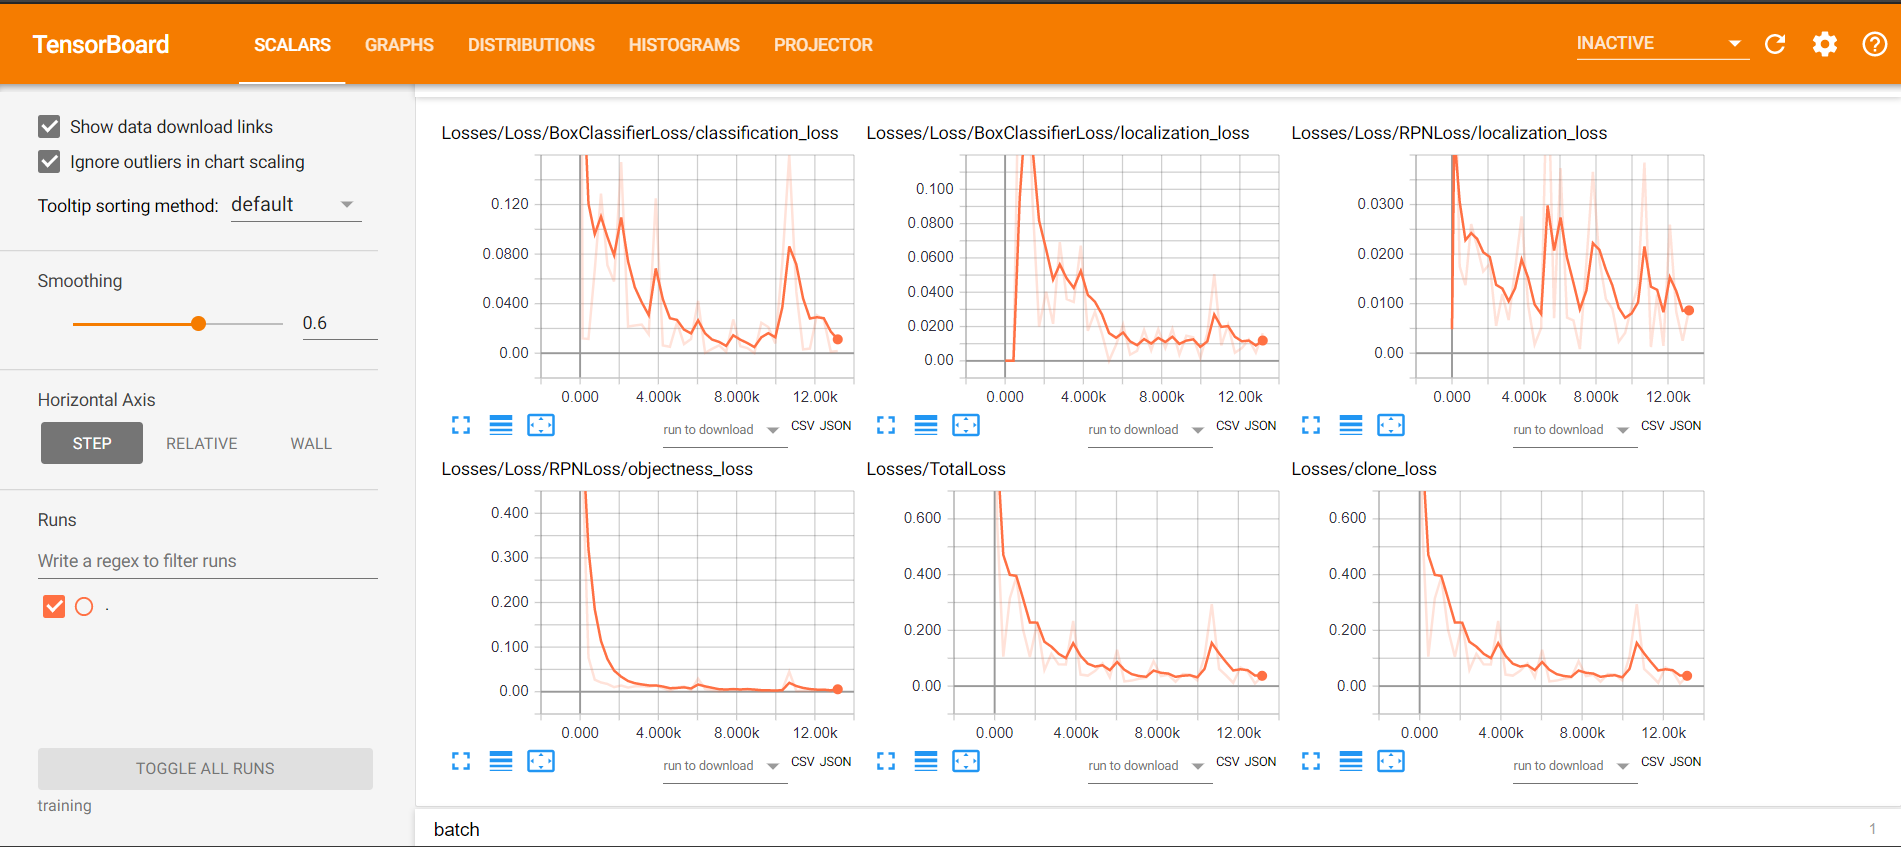 TensorBoard SCALARS GRAPHS DISTRIBUTIONS HISTOGRAMS PROJECTOR INACTIVE
Show data download links
Ignore outliers in chart scaling
Tooltip sorting method: default
Smoothing
0.6
Horizontal Axis
STEP RELATIVE WALL
Runs
Write a regex to filter runs
.
TOGGLE ALL RUNS
training
Losses/Loss/BoxClassifierLoss/classification_loss
0.120
0.0800
0.0400
0.00
0.000 4.000k 8.000k 12.00k
run to download CSV JSON
Losses/Loss/BoxClassifierLoss/localization_loss
0.100
0.0800
0.0600
0.0400
0.0200
0.00
0.000 4.000k 8.000k 12.00k
run to download CSV JSON
Losses/Loss/RPNLoss/localization_loss
0.0300
0.0200
0.0100
0.00
0.000 4.000k 8.000k 12.00k
run to download CSV JSON
Losses/Loss/RPNLoss/objectness_loss
0.400
0.300
0.200
0.100
0.00
0.000 4.000k 8.000k 12.00k
run to download CSV JSON
Losses/TotalLoss
0.600
0.400
0.200
0.00
0.000 4.000k 8.000k 12.00k
run to download CSV JSON
Losses/clone_loss
0.600
0.400
0.200
0.00
0.000 4.000k 8.000k 12.00k
run to download CSV JSON
batch 1